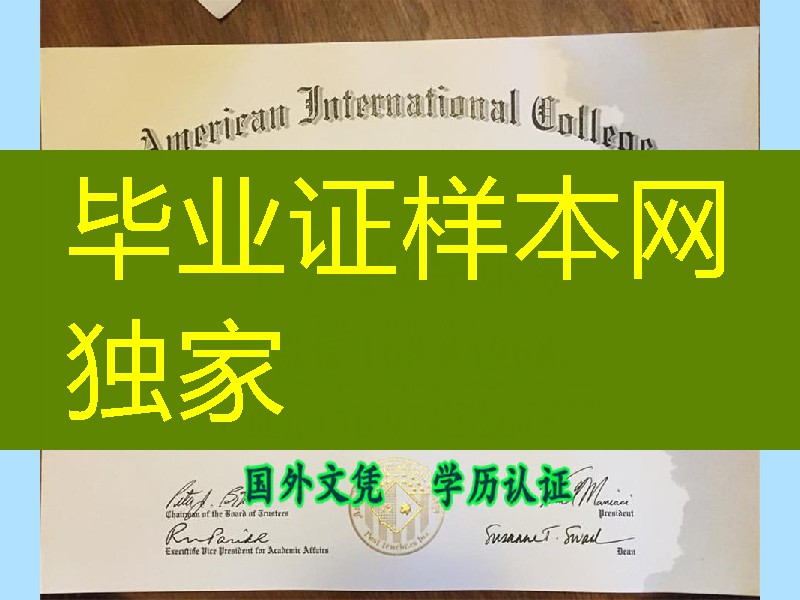 American International College
毕业证样本网
独家
国外文凭 学历认证
Chairman of the Board of Trustees
President
Executive Vice President for Academic Affairs
Dean